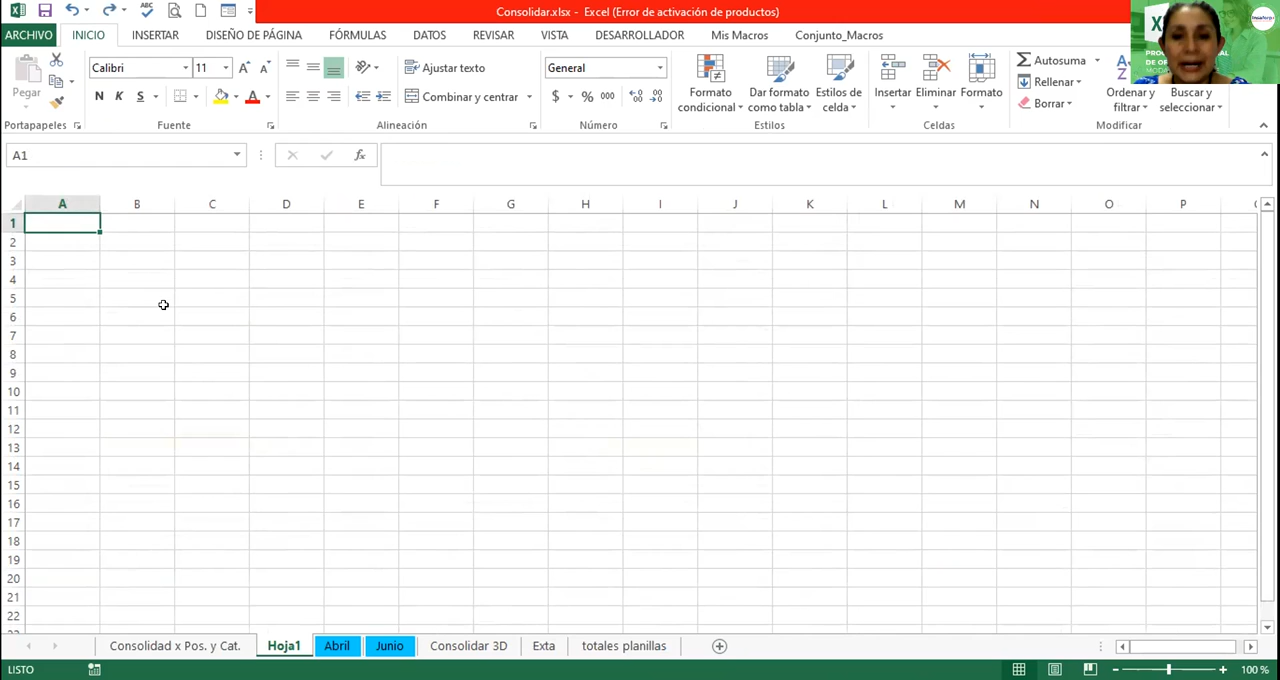 Consolidar.xlsx - Excel (Error de activación de productos)
ARCHIVO INICIO INSERTAR DISEÑO DE PÁGINA FÓRMULAS DATOS REVISAR VISTA DESARROLLADOR Mis Macros Conjunto_Macros
Calibri 11 Ajustar texto General Autosuma
Rellenar
Pegar N K S A Combinar y centrar $ % 000 Formato condicional Dar formato como tabla Estilos de celda Insertar Eliminar Formato Borrar Ordenar y filtrar Buscar y seleccionar
Portapapeles Fuente Alineación Número Estilos Celdas Modificar
A1 fx
A B C D E F G H I J K L M N O P
1
2
3
4
5
6
7
8
9
10
11
12
13
14
15
16
17
18
19
20
21
22
Consolidad x Pos. y Cat. Hoja1 Abril Junio Consolidar 3D Exta totales planillas
LISTO 100 %